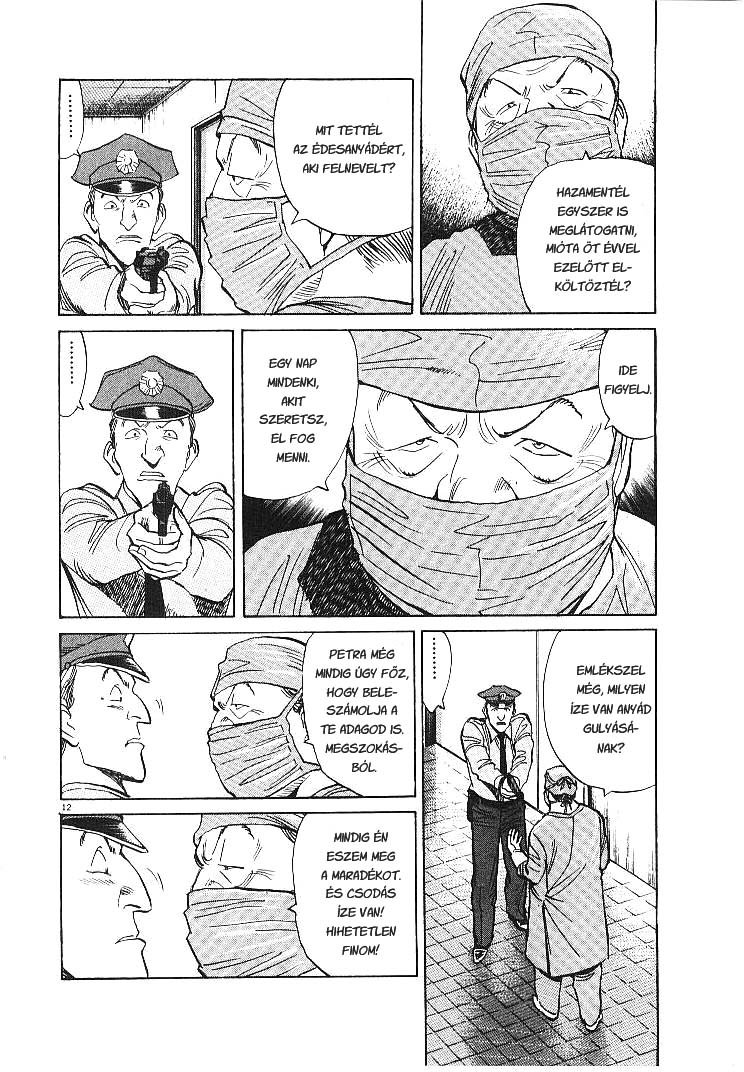 HAZAMENTÉL
EGYSZER IS
MEGLÁTOGATNI,
MIÓTA ÖT ÉVVEL
EZELŐTT EL-
KÖLTÖZTÉL?
MIT TETTÉL
AZ ÉDESANYÁDÉRT,
AKI FELNEVELT?
......
IDE
FIGYELJ.
EGY NAP
MINDENKI,
AKIT
SZERETSZ,
EL FOG
MENNI.
......
EMLÉKSZEL
MÉG, MILYEN
ÍZE VAN ANYÁD
GULYÁSÁ-
NAK?
......
PETRA MÉG
MINDIG ÚGY FŐZ,
HOGY BELE-
SZÁMOLJA A
TE ADAGOD IS.
MEGSZOKÁS-
BÓL.
MINDIG ÉN
ESZEM MEG
A MARADÉKOT.
ÉS CSODÁS
ÍZE VAN!
HIHETETLEN
FINOM!
12